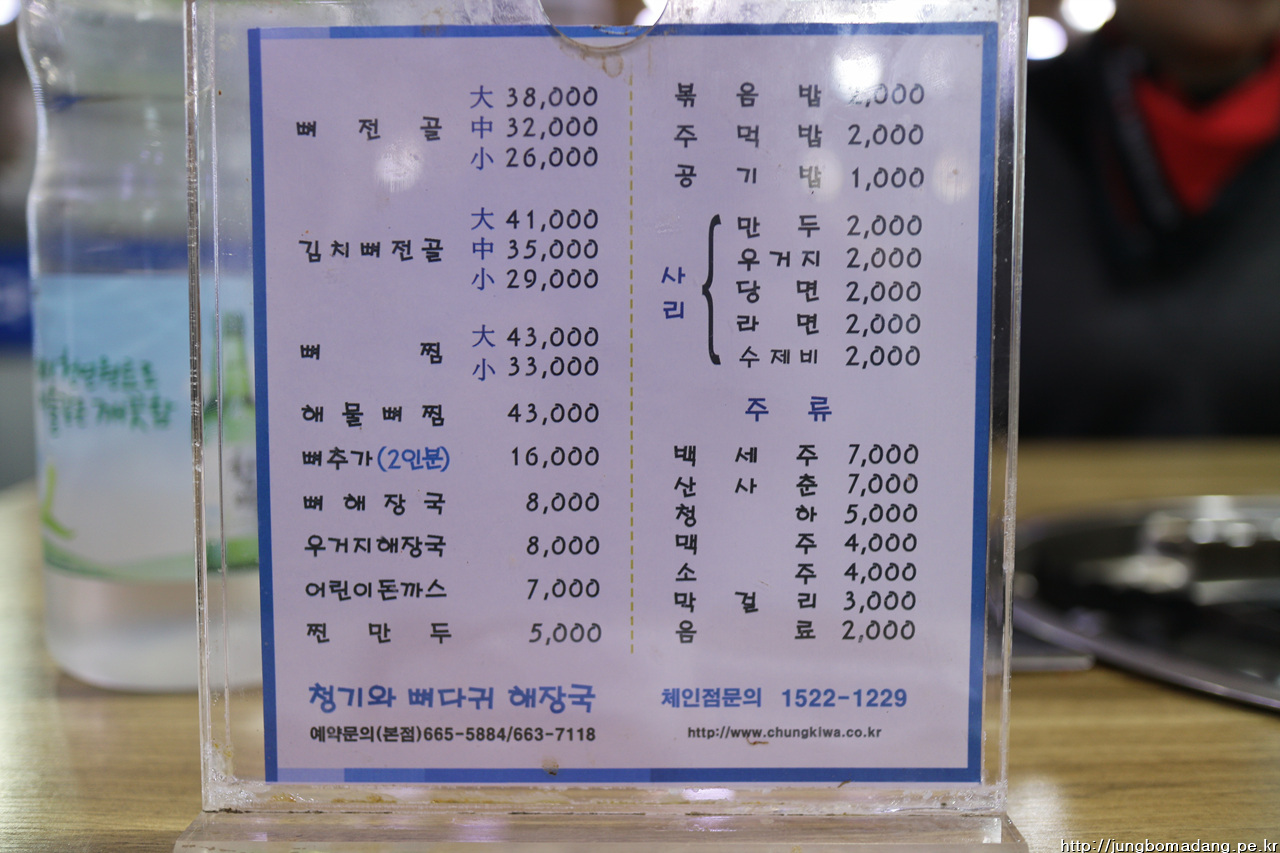 뼈 전 골 大 38,000
中 32,000
小 26,000
김치뼈전골 大 41,000
中 35,000
小 29,000
뼈 찜 大 43,000
小 33,000
해 물 뼈 찜 43,000
뼈추가(2인분) 16,000
뼈 해 장 국 8,000
우거지해장국 8,000
어린이돈까스 7,000
찐 만 두 5,000
청기와 뼈다귀 해장국
예약문의(본점)665-5884/663-7118
볶 음 밥 2,000
주 먹 밥 2,000
공 기 밥 1,000
사리
만 두 2,000
우거지 2,000
당 면 2,000
라 면 2,000
수제비 2,000
주 류
백 세 주 7,000
산 사 춘 7,000
청 하 5,000
맥 주 4,000
소 주 4,000
막 걸 리 3,000
음 료 2,000
체인점문의 1522-1229
http://www.chungkiwa.co.kr
http://jungbomadang.pe.kr